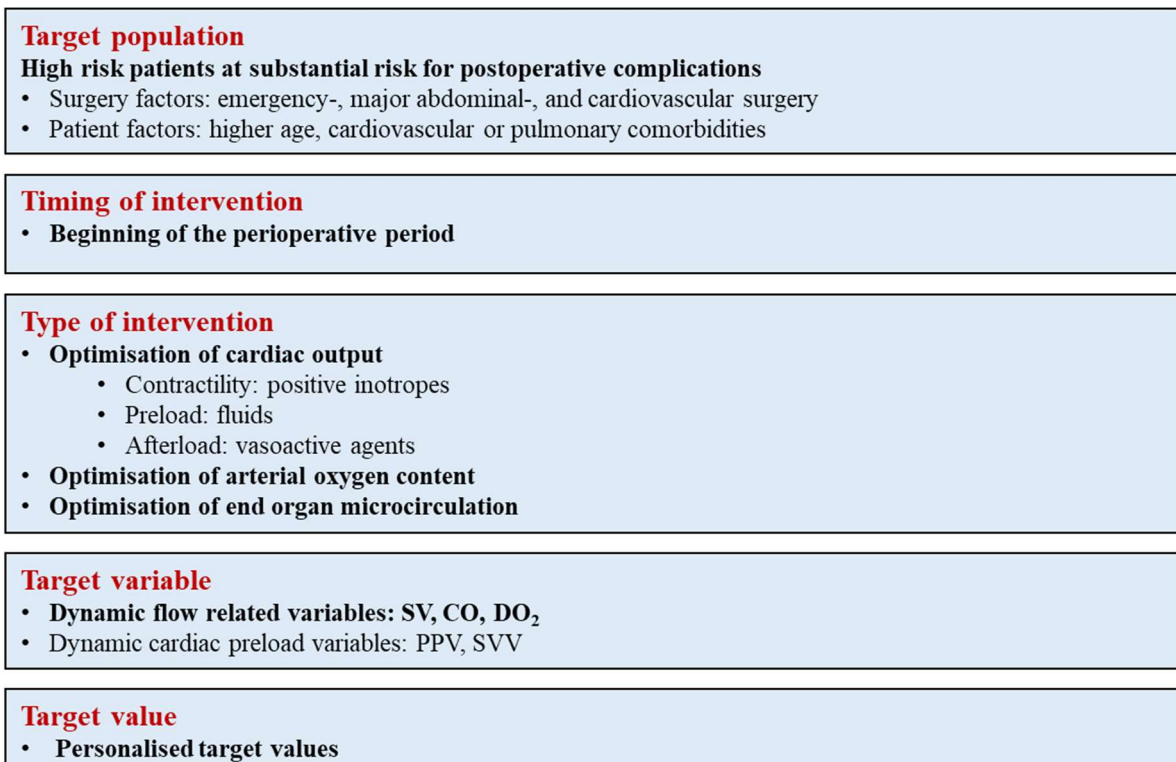 Target population
High risk patients at substantial risk for postoperative complications
• Surgery factors: emergency-, major abdominal-, and cardiovascular surgery
• Patient factors: higher age, cardiovascular or pulmonary comorbidities
Timing of intervention
• Beginning of the perioperative period
Type of intervention
• Optimisation of cardiac output
• Contractility: positive inotropes
• Preload: fluids
• Afterload: vasoactive agents
• Optimisation of arterial oxygen content
• Optimisation of end organ microcirculation
Target variable
• Dynamic flow related variables: SV, CO, DO₂
• Dynamic cardiac preload variables: PPV, SVV
Target value
• Personalised target values